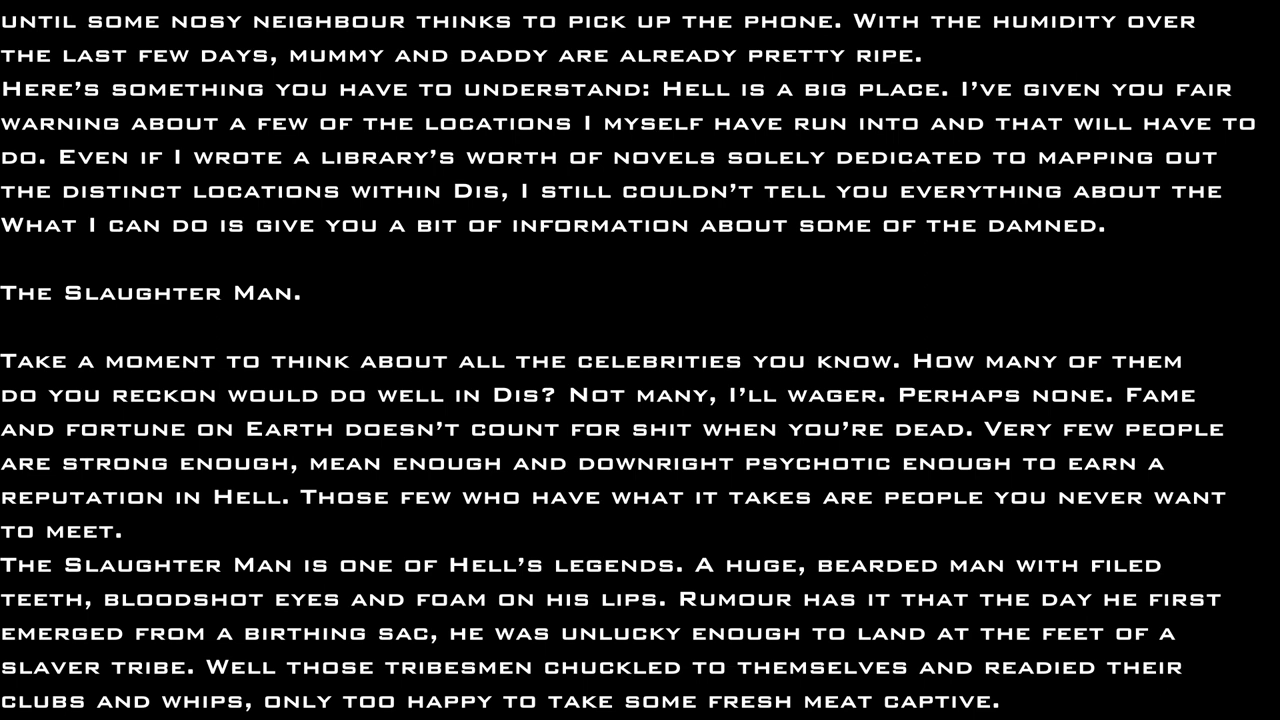 until some nosy neighbour thinks to pick up the phone. With the humidity over
the last few days, mummy and daddy are already pretty ripe.
Here's something you have to understand: Hell is a big place. I've given you fair
warning about a few of the locations I myself have run into and that will have to
do. Even if I wrote a library's worth of novels solely dedicated to mapping out
the distinct locations within Dis, I still couldn't tell you everything about the
What I can do is give you a bit of information about some of the damned.

The Slaughter Man.

Take a moment to think about all the celebrities you know. How many of them
do you reckon would do well in Dis? Not many, I'll wager. Perhaps none. Fame
and fortune on Earth doesn't count for shit when you're dead. Very few people
are strong enough, mean enough and downright psychotic enough to earn a
reputation in Hell. Those few who have what it takes are people you never want
to meet.
The Slaughter Man is one of Hell's legends. A huge, bearded man with filed
teeth, bloodshot eyes and foam on his lips. Rumour has it that the day he first
emerged from a birthing sac, he was unlucky enough to land at the feet of a
slaver tribe. Well those tribesmen chuckled to themselves and readied their
clubs and whips, only too happy to take some fresh meat captive.